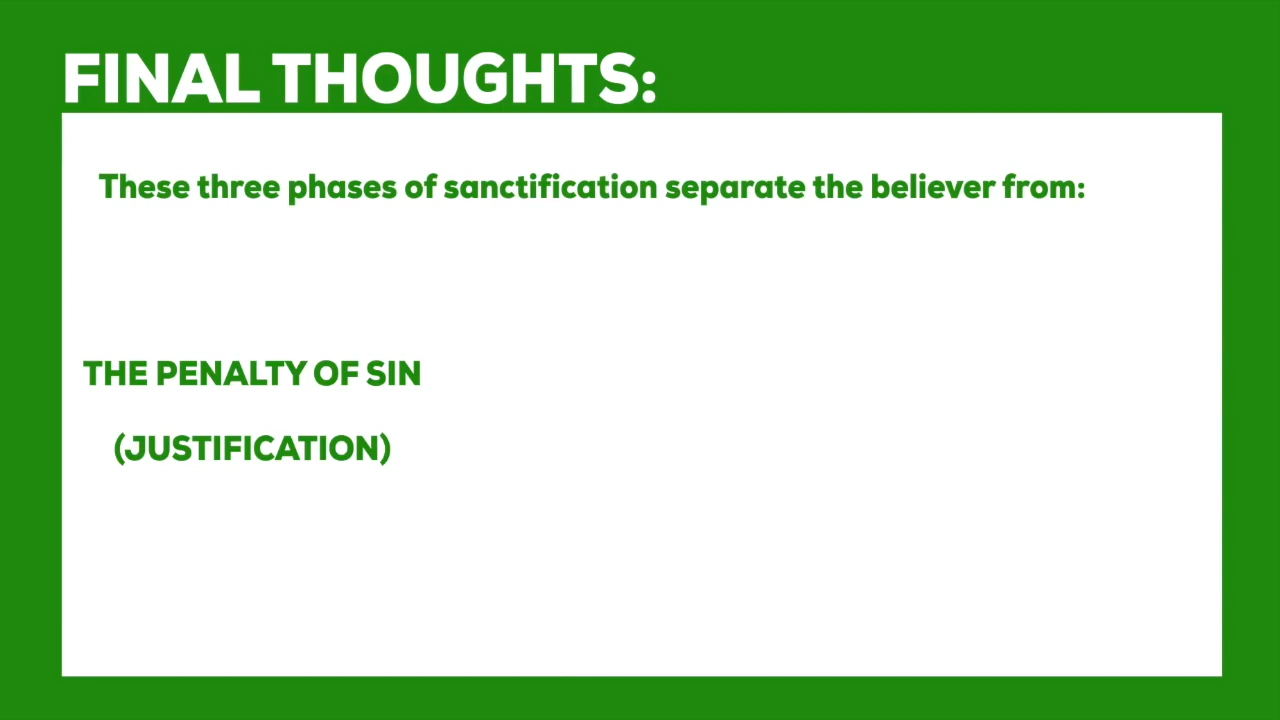 FINAL THOUGHTS:
These three phases of sanctification separate the believer from:
THE PENALTY OF SIN
(JUSTIFICATION)